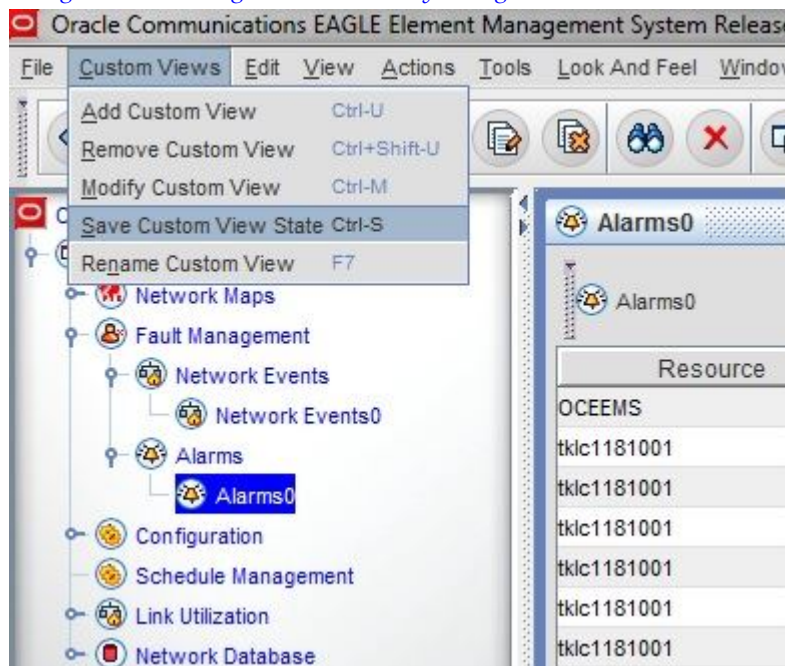 Oracle Communications EAGLE Element Management System Releas
File Custom Views Edit View Actions Tools Look And Feel Windov
Add Custom View Ctrl-U
Remove Custom View Ctrl+Shift-U
Modify Custom View Ctrl-M
Save Custom View State Ctrl-S
Rename Custom View F7
Network Maps
Fault Management
Network Events
Network Events0
Alarms
Alarms0
Configuration
Schedule Management
Link Utilization
Network Database
Alarms0
Alarms0
Resource
OCEEMS
tklc1181001
tklc1181001
tklc1181001
tklc1181001
tklc1181001
tklc1181001